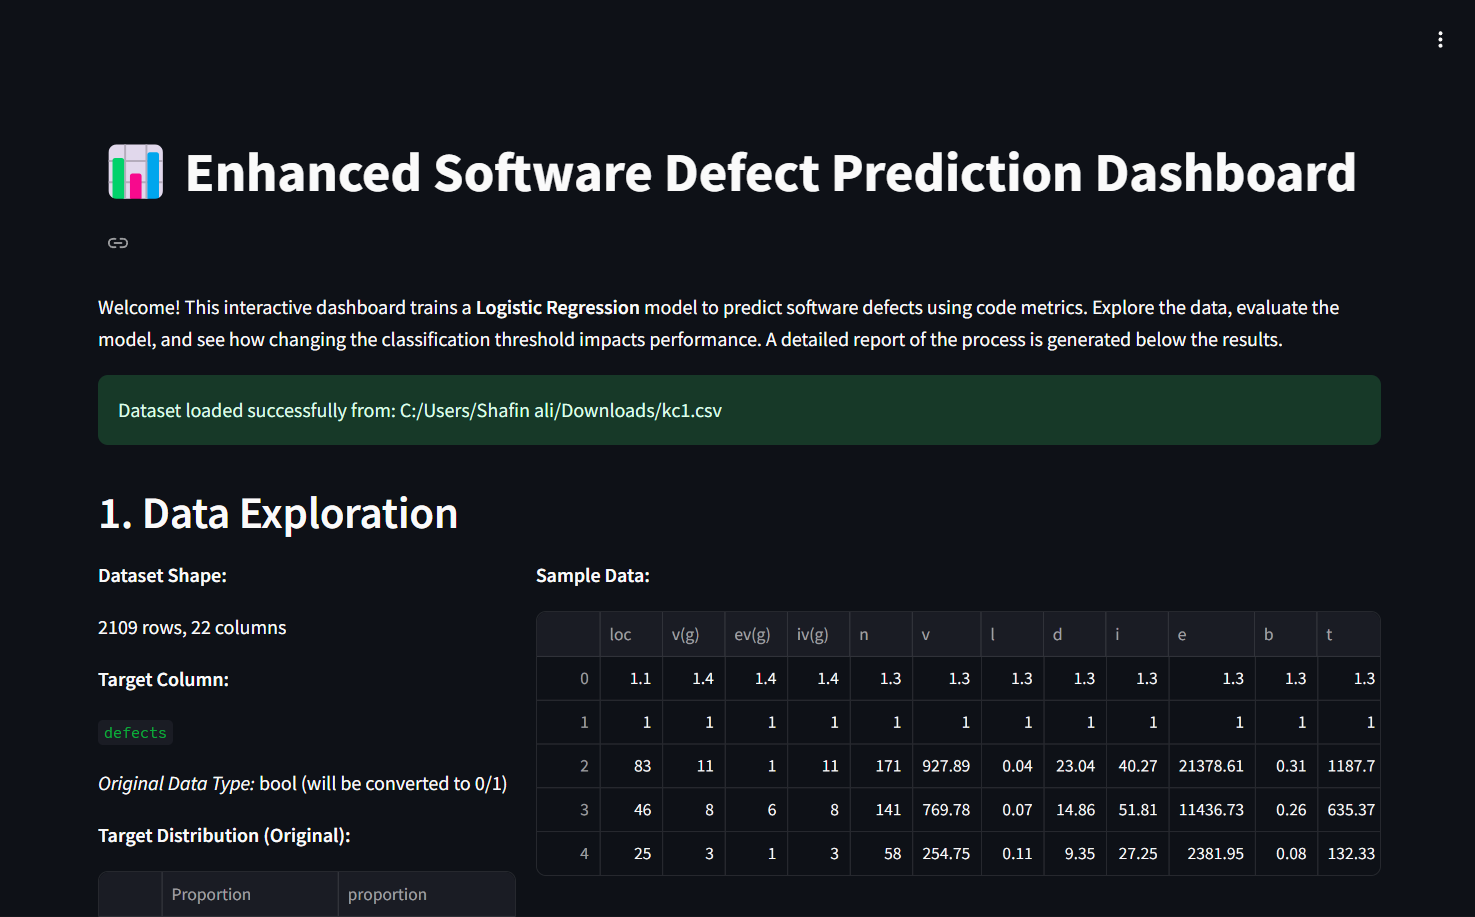 Enhanced Software Defect Prediction Dashboard
Welcome! This interactive dashboard trains a Logistic Regression model to predict software defects using code metrics. Explore the data, evaluate the
model, and see how changing the classification threshold impacts performance. A detailed report of the process is generated below the results.
Dataset loaded successfully from: C:/Users/Shafin ali/Downloads/kc1.csv
1. Data Exploration
Dataset Shape:
2109 rows, 22 columns
Target Column:
defects
Original Data Type: bool (will be converted to 0/1)
Target Distribution (Original):
Proportion proportion
Sample Data:
loc v(g) ev(g) iv(g) n v l d i e b t
0 1.1 1.4 1.4 1.4 1.3 1.3 1.3 1.3 1.3 1.3 1.3 1.3
1 1 1 1 1 1 1 1 1 1 1 1 1
2 83 11 1 11 171 927.89 0.04 23.04 40.27 21378.61 0.31 1187.7
3 46 8 6 8 141 769.78 0.07 14.86 51.81 11436.73 0.26 635.37
4 25 3 1 3 58 254.75 0.11 9.35 27.25 2381.95 0.08 132.33